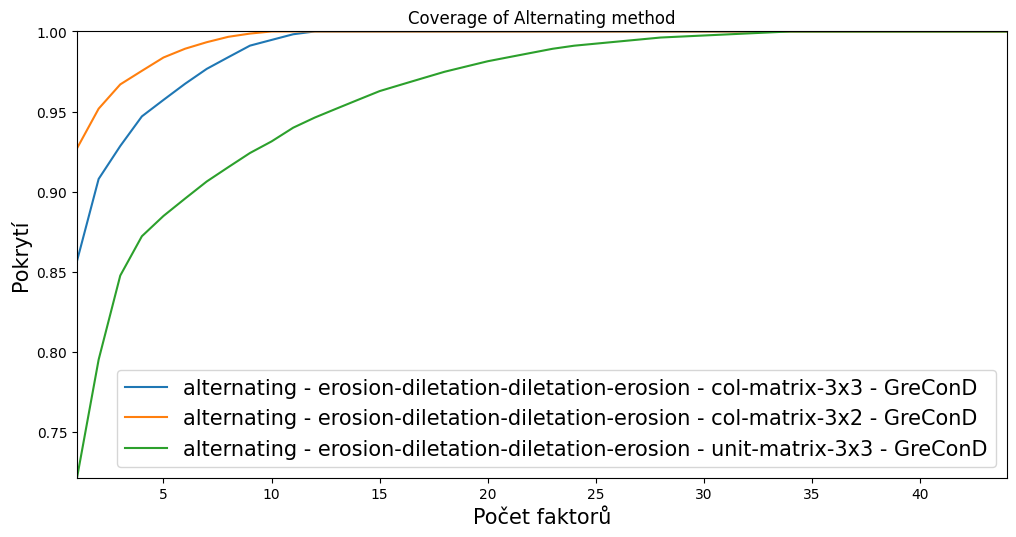 Coverage of Alternating method
1.00
0.95
0.90
0.85
0.80
0.75
Pokrytí
alternating - erosion-diletation-diletation-erosion - col-matrix-3x3 - GreConD
alternating - erosion-diletation-diletation-erosion - col-matrix-3x2 - GreConD
alternating - erosion-diletation-diletation-erosion - unit-matrix-3x3 - GreConD
5 10 15 20 25 30 35 40
Počet faktorů